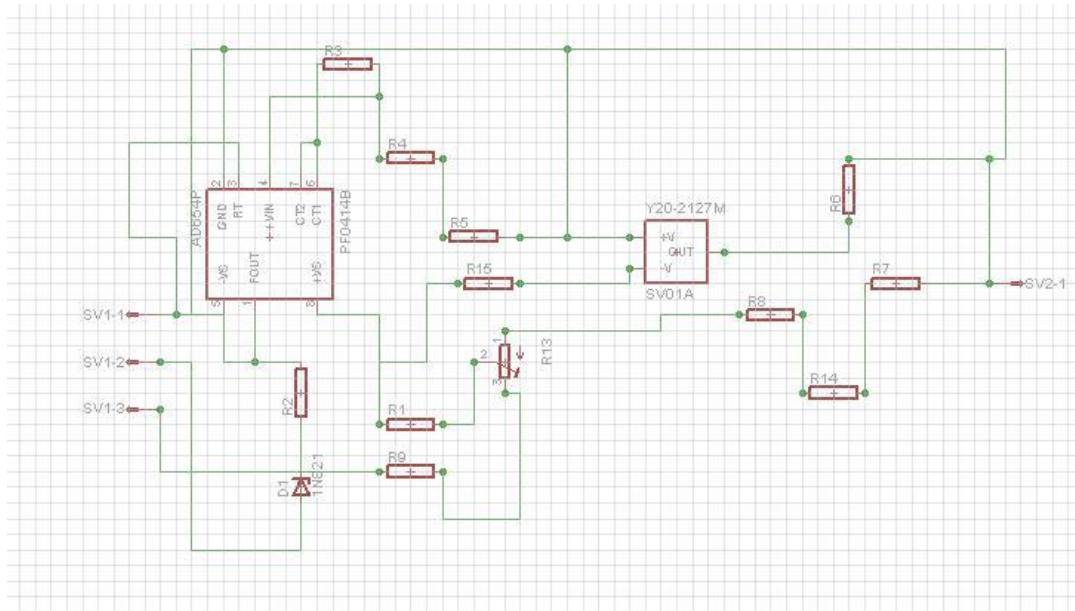 R3
R4
2
3
4
7
6
AD654P
GND
RT
++VIN
CT2
CT1
PF0414B
-VS
FOUT
+VS
5
1
8
R5
R15
Y20-2127M
+V
OUT
-V
SV01A
R6
R7
SV2-1
R8
R14
SV1-1
SV1-2
SV1-3
R2
1
2
3
R13
R1
R9
D1
1N821